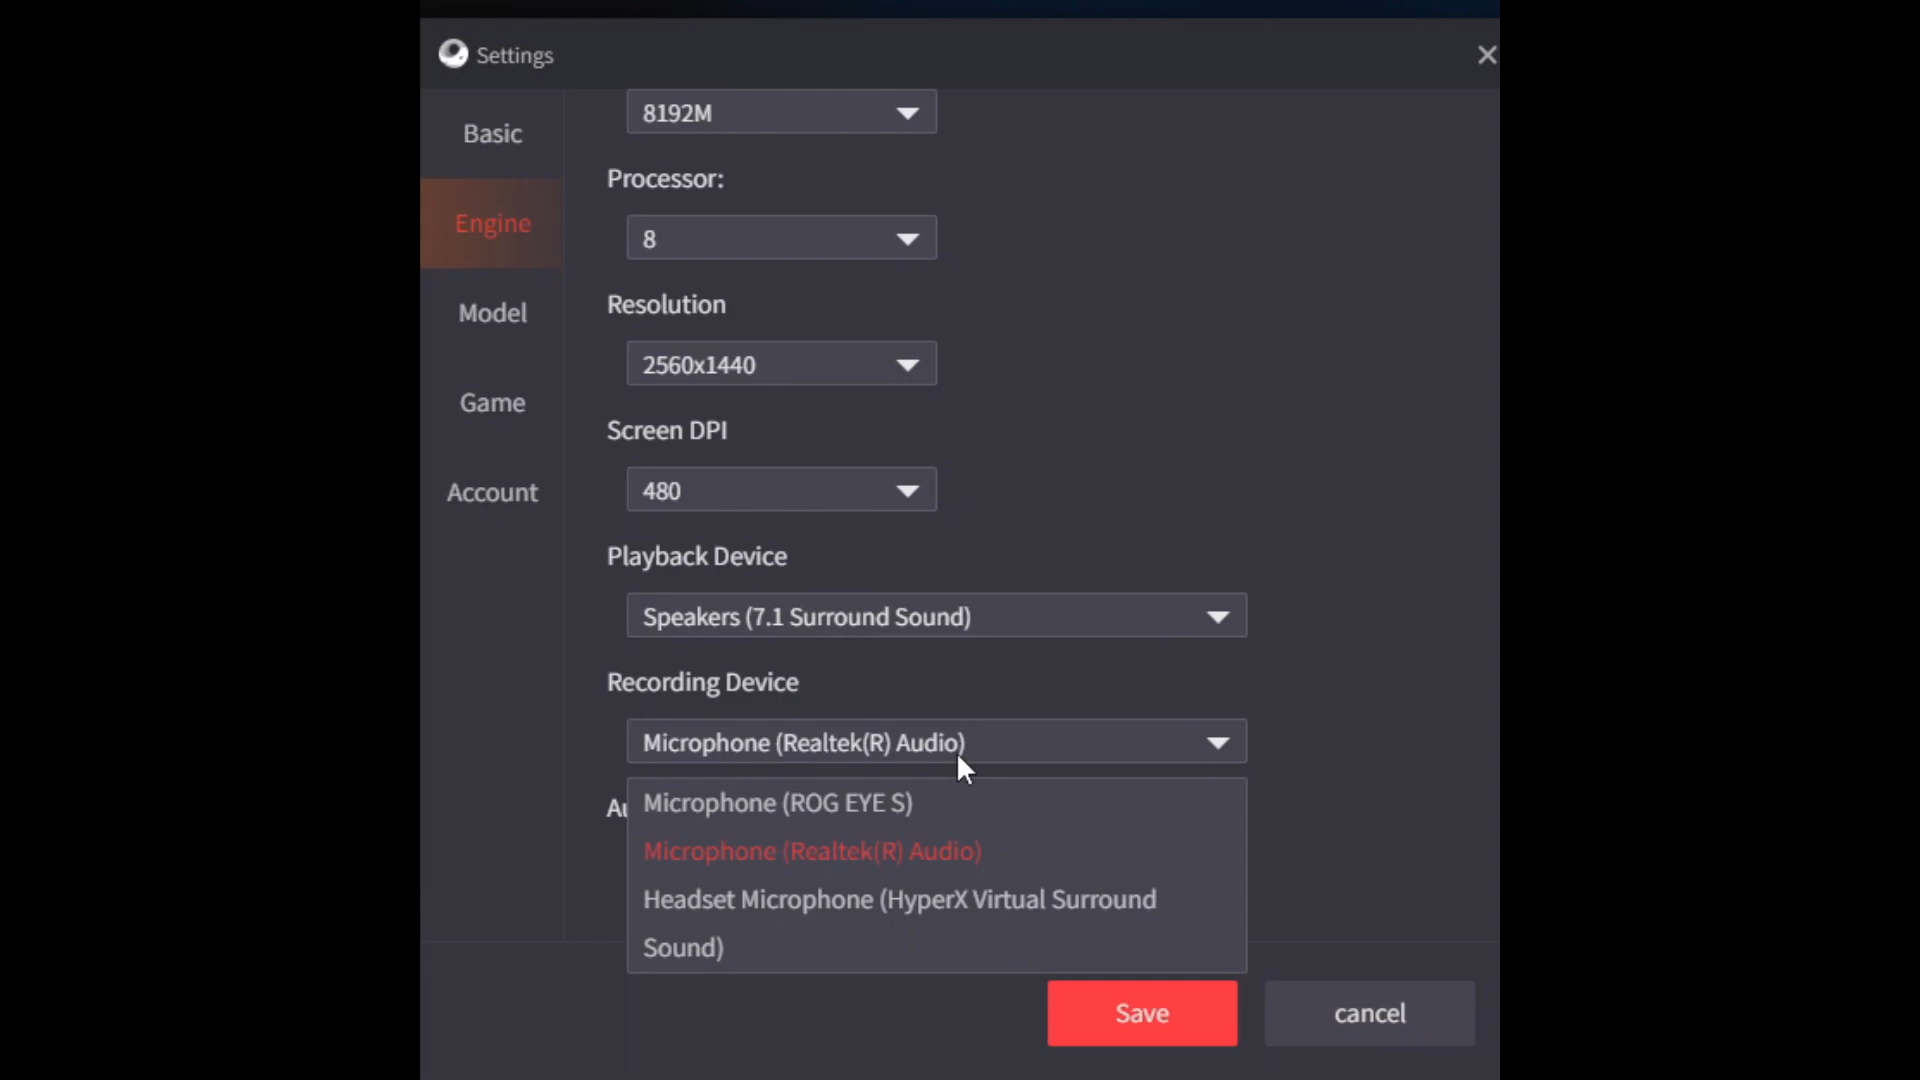 Settings
Basic
Engine
Model
Game
Account
8192M
Processor:
8
Resolution
2560x1440
Screen DPI
480
Playback Device
Speakers (7.1 Surround Sound)
Recording Device
Microphone (Realtek(R) Audio)
Microphone (ROG EYE S)
Microphone (Realtek(R) Audio)
Headset Microphone (HyperX Virtual Surround
Sound)
Save
cancel